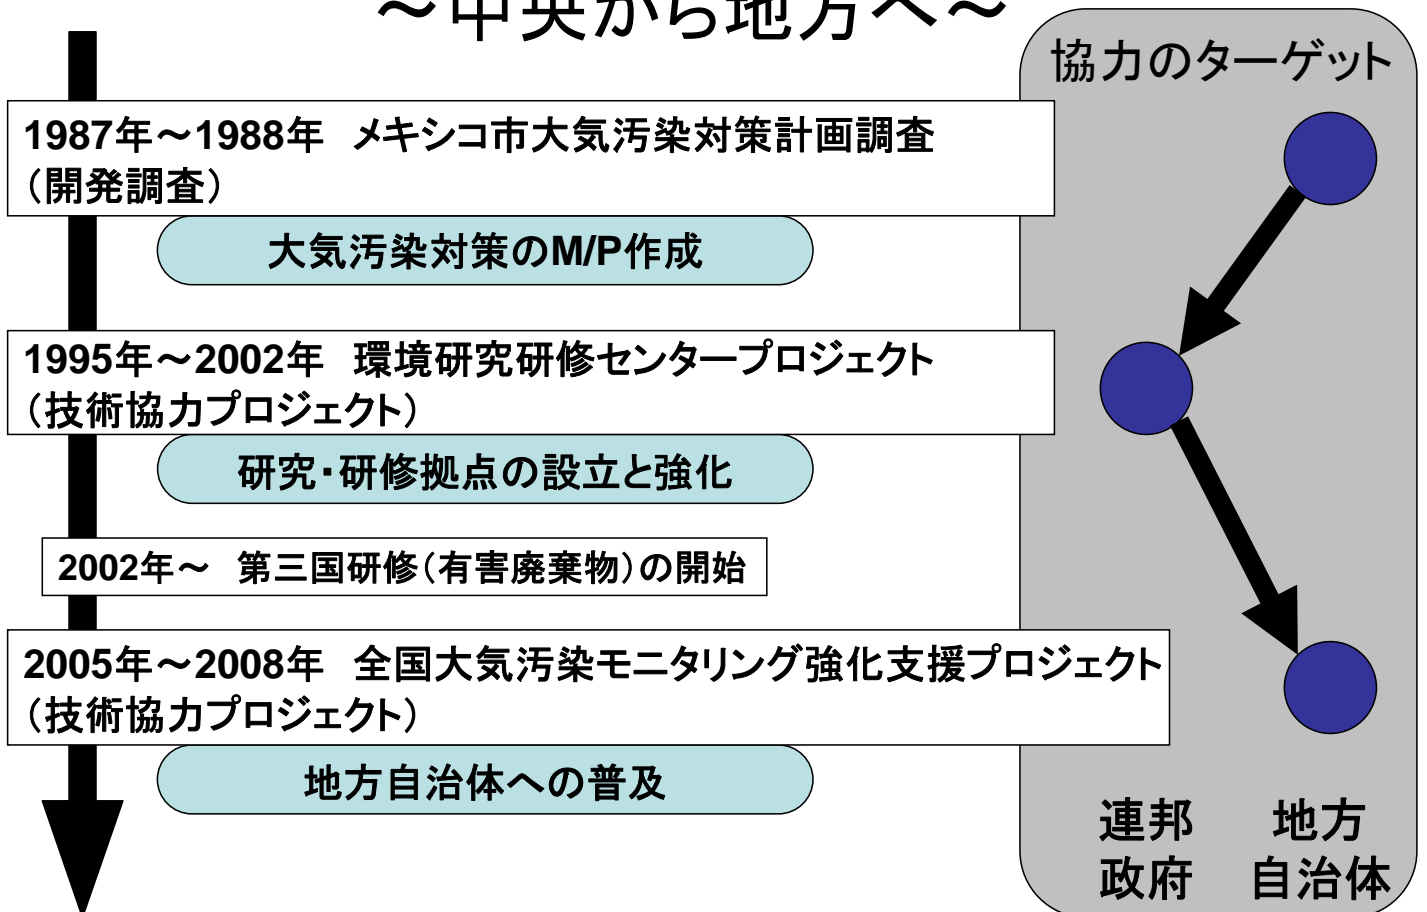 ～中央から地方へ～
協力のターゲット
1987年～1988年　メキシコ市大気汚染対策計画調査
（開発調査）
大気汚染対策のM/P作成
1995年～2002年　環境研究研修センタープロジェクト
（技術協力プロジェクト）
研究・研修拠点の設立と強化
2002年～　第三国研修（有害廃棄物）の開始
2005年～2008年　全国大気汚染モニタリング強化支援プロジェクト
（技術協力プロジェクト）
地方自治体への普及
連邦
政府
地方
自治体